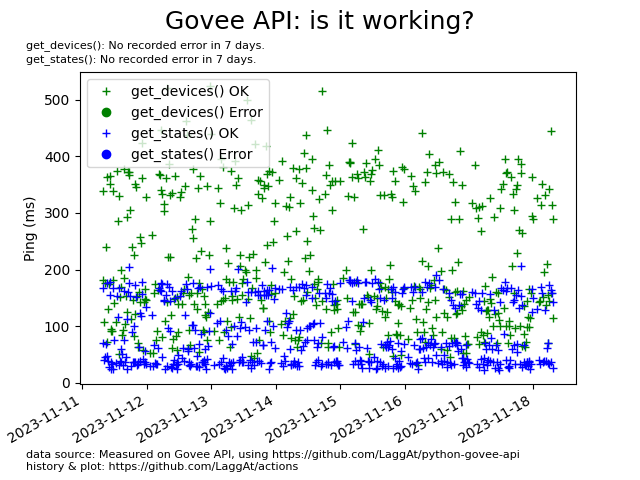 Govee API: is it working?
get_devices(): No recorded error in 7 days.
get_states(): No recorded error in 7 days.
get_devices() OK
get_devices() Error
get_states() OK
get_states() Error
Ping (ms)
500
400
300
200
100
0
2023-11-11
2023-11-12
2023-11-13
2023-11-14
2023-11-15
2023-11-16
2023-11-17
2023-11-18
data source: Measured on Govee API, using https://github.com/LaggAt/python-govee-api
history & plot: https://github.com/LaggAt/actions